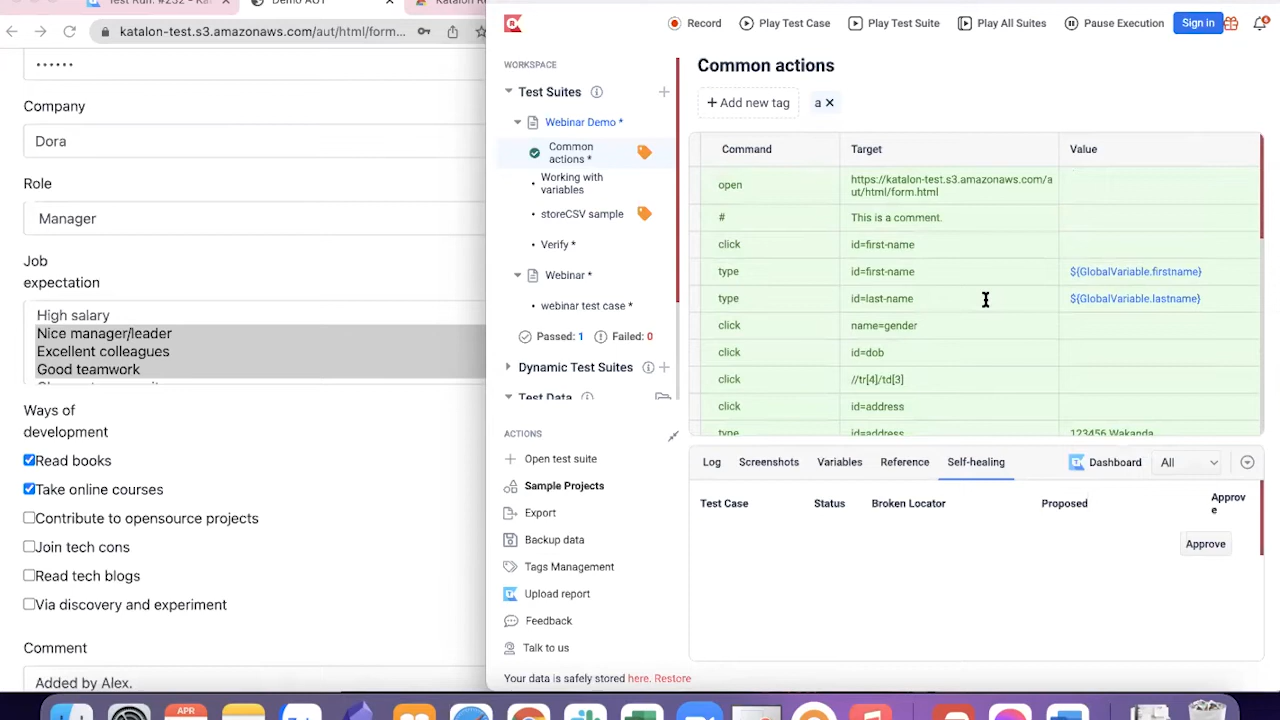 Test Run: #232 - Ka
Demo AUT
katalon-test.s3.amazonaws.com/aut/html/form...
Company
Dora
Role
Manager
Job
expectation
High salary
Nice manager/leader
Excellent colleagues
Good teamwork
Ways of
development
Read books
Take online courses
Contribute to opensource projects
Join tech cons
Read tech blogs
Via discovery and experiment
Comment
Added by Alex.
Record
Play Test Case
Play Test Suite
Play All Suites
Pause Execution
Sign in
WORKSPACE
Test Suites
Webinar Demo *
Common
actions *
Working with
variables
storeCSV sample
Verify *
Webinar *
webinar test case *
Passed: 1
Failed: 0
Dynamic Test Suites
Test Data
ACTIONS
Open test suite
Sample Projects
Export
Backup data
Tags Management
Upload report
Feedback
Talk to us
Your data is safely stored here. Restore
Common actions
+ Add new tag
a
Command Target Value
open https://katalon-test.s3.amazonaws.com/a
ut/html/form.html
# This is a comment.
click id=first-name
type id=first-name ${GlobalVariable.firstname}
type id=last-name ${GlobalVariable.lastname}
click name=gender
click id=dob
click //tr[4]/td[3]
click id=address
type id=address 123456 Wakanda
Log Screenshots Variables Reference Self-healing Dashboard All
Test Case Status Broken Locator Proposed Approv
e
Approve
APR